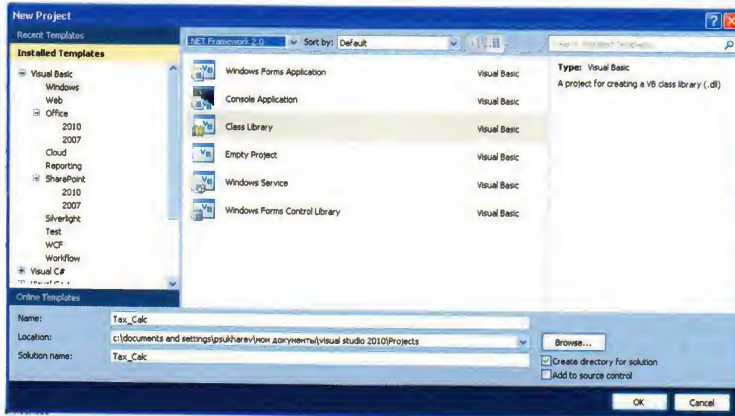 New Project
Recent Templates
Installed Templates
.NET Framework 2.0 Sort by: Default
Visual Basic
Windows
Web
Office
2010
2007
Cloud
Reporting
SharePoint
2010
2007
Silverlight
Test
WCF
Workflow
Visual C#
Online Templates
Windows Forms Application Visual Basic
Console Application Visual Basic
Class Library Visual Basic
Empty Project Visual Basic
Windows Service Visual Basic
Windows Forms Control Library Visual Basic
Type: Visual Basic
A project for creating a VB class library (.dll)
Name: Tax_Calc
Location: c:\documents and settings\psukharev\мои документы\visual studio 2010\Projects
Browse...
Solution name: Tax_Calc
Create directory for solution
Add to source control
OK Cancel